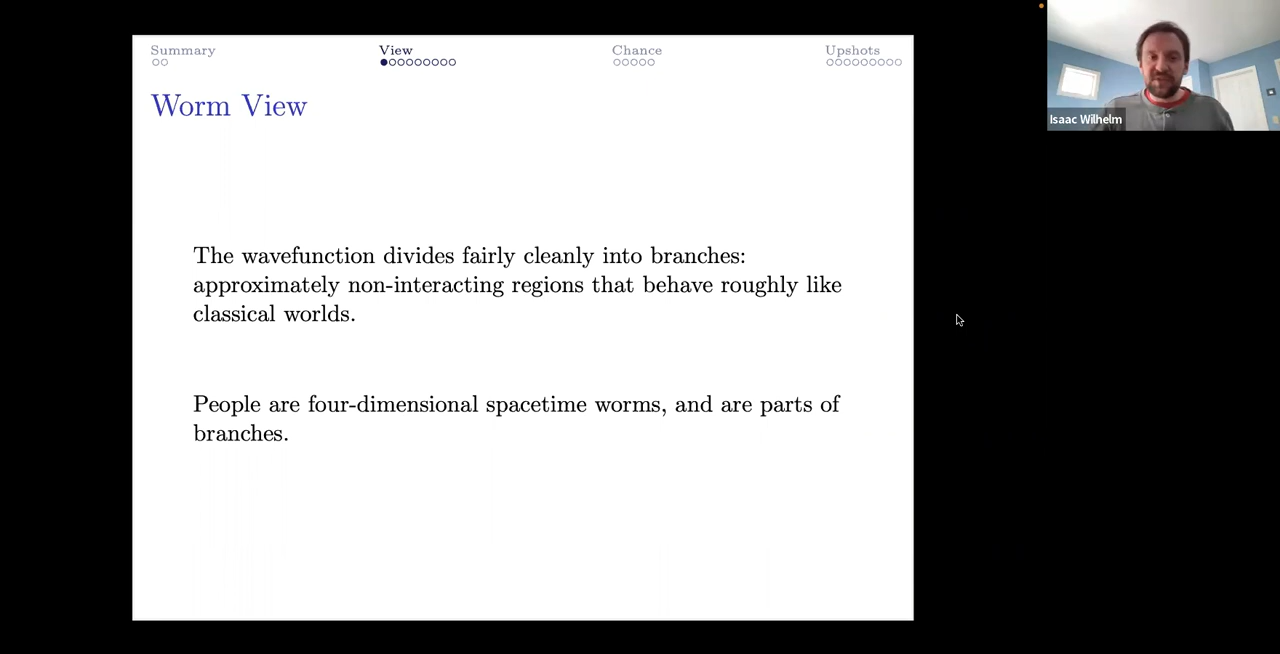 Summary View Chance Upshots
Worm View
The wavefunction divides fairly cleanly into branches:
approximately non-interacting regions that behave roughly like
classical worlds.
People are four-dimensional spacetime worms, and are parts of
branches.
Isaac Wilhelm